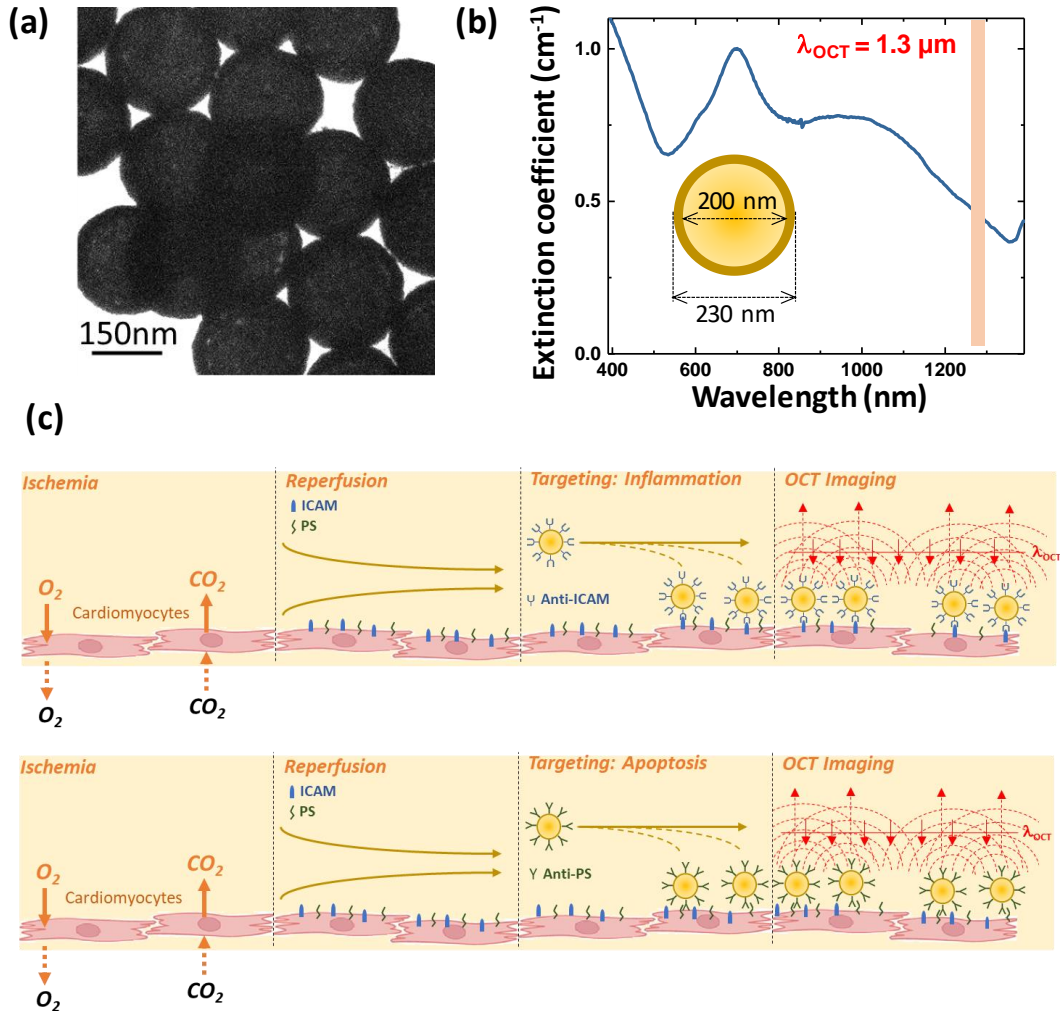 (a)
150nm
(b)
Extinction coefficient (cm⁻¹)
1.0
0.5
0.0
λOCT = 1.3 µm
200 nm
230 nm
400 600 800 1000 1200
Wavelength (nm)
(c)
Ischemia
O₂
CO₂
Cardiomyocytes
O₂
CO₂
Reperfusion
ICAM
PS
Targeting: Inflammation
Anti-ICAM
OCT Imaging
λOCT
Ischemia
O₂
CO₂
Cardiomyocytes
O₂
CO₂
Reperfusion
ICAM
PS
Targeting: Apoptosis
Anti-PS
OCT Imaging
λOCT